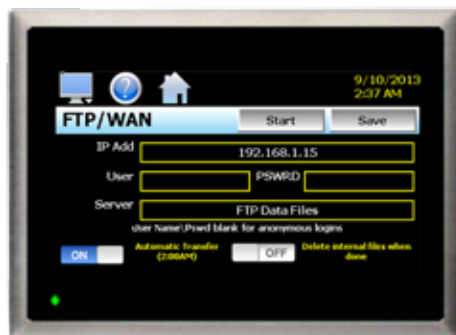 9/10/2013
2:37 AM
FTP/WAN Start Save
IP Add 192.168.1.15
User PSWRD
Server FTP Data Files
User Name\Pswd blank for anonymous logins
ON Automatic Transfer (2:00AM) OFF Delete internal files when done